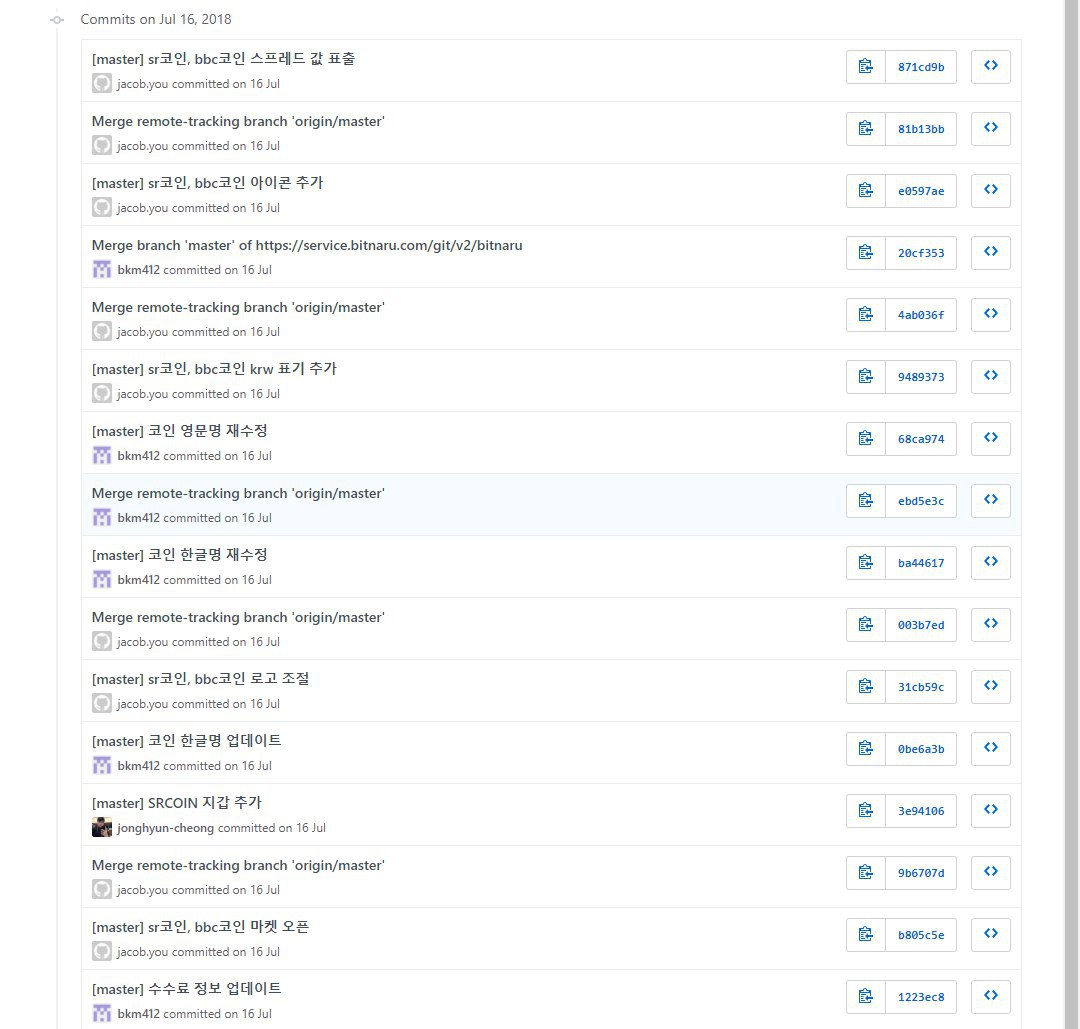 Commits on Jul 16, 2018
[master] sr코인, bbc코인 스프레드 값 표출
871cd9b
jacob.you committed on 16 Jul
Merge remote-tracking branch 'origin/master'
81b13bb
jacob.you committed on 16 Jul
[master] sr코인, bbc코인 아이콘 추가
e0597ae
jacob.you committed on 16 Jul
Merge branch 'master' of https://service.bitnaru.com/git/v2/bitnaru
20cf353
bkm412 committed on 16 Jul
Merge remote-tracking branch 'origin/master'
4ab036f
jacob.you committed on 16 Jul
[master] sr코인, bbc코인 krw 표기 추가
9489373
jacob.you committed on 16 Jul
[master] 코인 영문명 재수정
68ca974
bkm412 committed on 16 Jul
Merge remote-tracking branch 'origin/master'
ebd5e3c
bkm412 committed on 16 Jul
[master] 코인 한글명 재수정
ba44617
bkm412 committed on 16 Jul
Merge remote-tracking branch 'origin/master'
003b7ed
jacob.you committed on 16 Jul
[master] sr코인, bbc코인 로고 조절
31cb59c
jacob.you committed on 16 Jul
[master] 코인 한글명 업데이트
0be6a3b
bkm412 committed on 16 Jul
[master] SRCOIN 지갑 추가
3e94106
jonghyun-cheong committed on 16 Jul
Merge remote-tracking branch 'origin/master'
9b6707d
jacob.you committed on 16 Jul
[master] sr코인, bbc코인 마켓 오픈
b805c5e
jacob.you committed on 16 Jul
[master] 수수료 정보 업데이트
1223ec8
bkm412 committed on 16 Jul